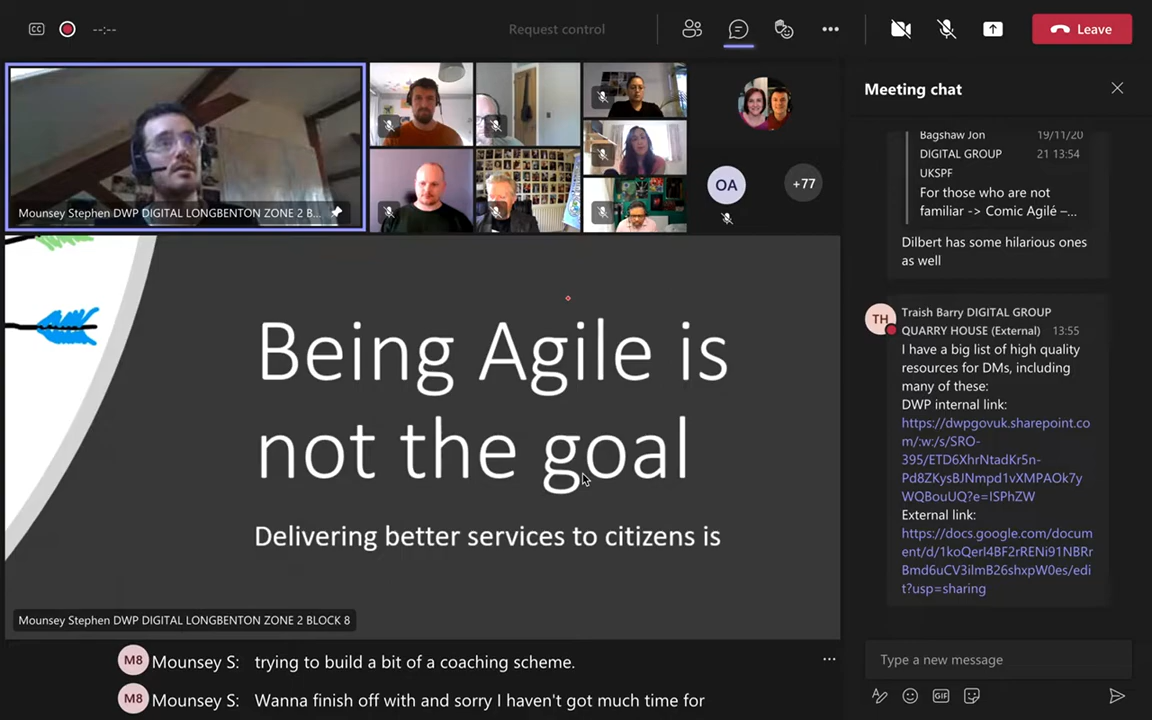 CC
--:--
Request control
Leave
Mounsey Stephen DWP DIGITAL LONGBENTON ZONE 2 B...
OA
+77
Being Agile is
not the goal
Delivering better services to citizens is
Mounsey Stephen DWP DIGITAL LONGBENTON ZONE 2 BLOCK 8
M8 Mounsey S: trying to build a bit of a coaching scheme.
M8 Mounsey S: Wanna finish off with and sorry I haven't got much time for
Meeting chat
Bagshaw Jon 19/11/20
DIGITAL GROUP 21 13:54
UKSPF
For those who are not
familiar -> Comic Agilé –...
Dilbert has some hilarious ones
as well
TH
Traish Barry DIGITAL GROUP
QUARRY HOUSE (External) 13:55
I have a big list of high quality
resources for DMs, including
many of these:
DWP internal link:
https://dwpgovuk.sharepoint.co
m/:w:/s/SRO-
395/ETD6XhrNtadKr5n-
Pd8ZKysBJNmpd1vXMPAOk7y
WQBouUQ?e=ISPhZW
External link:
https://docs.google.com/docum
ent/d/1koQerI4BF2rRENi91NBRr
Bmd6uCV3ilmB26shxpW0es/edi
t?usp=sharing
Type a new message
GIF